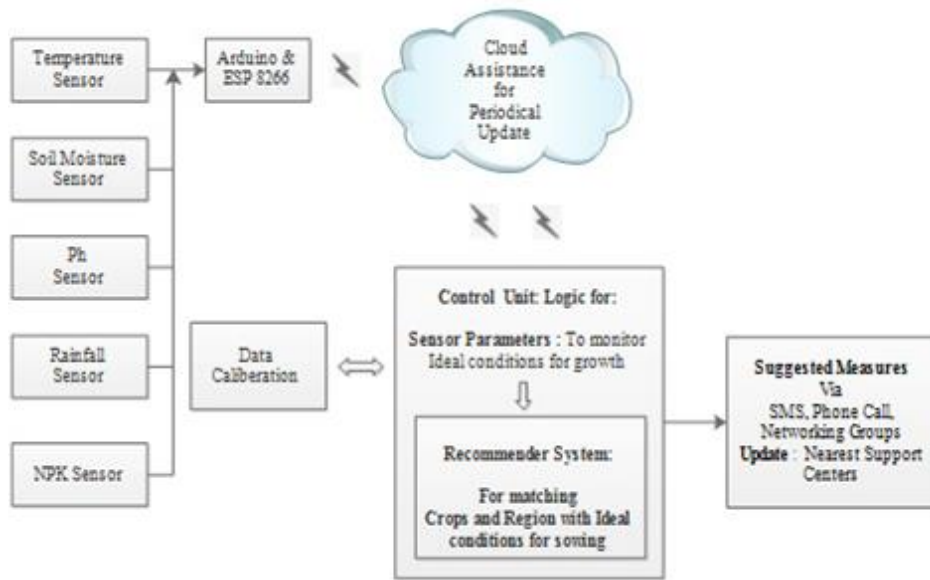 Temperature
Sensor
Arduino &
ESP 8266
Cloud
Assistance
for
Periodical
Update
Soil Moisture
Sensor
Ph
Sensor
Rainfall
Sensor
NPK Sensor
Data
Caliberation
Control Unit: Logic for:
Sensor Parameters : To monitor
Ideal conditions for growth
Recommender System:
For matching
Crops and Region with Ideal
conditions for sowing
Suggested Measures
Via
SMS, Phone Call,
Networking Groups
Update : Nearest Support
Centers